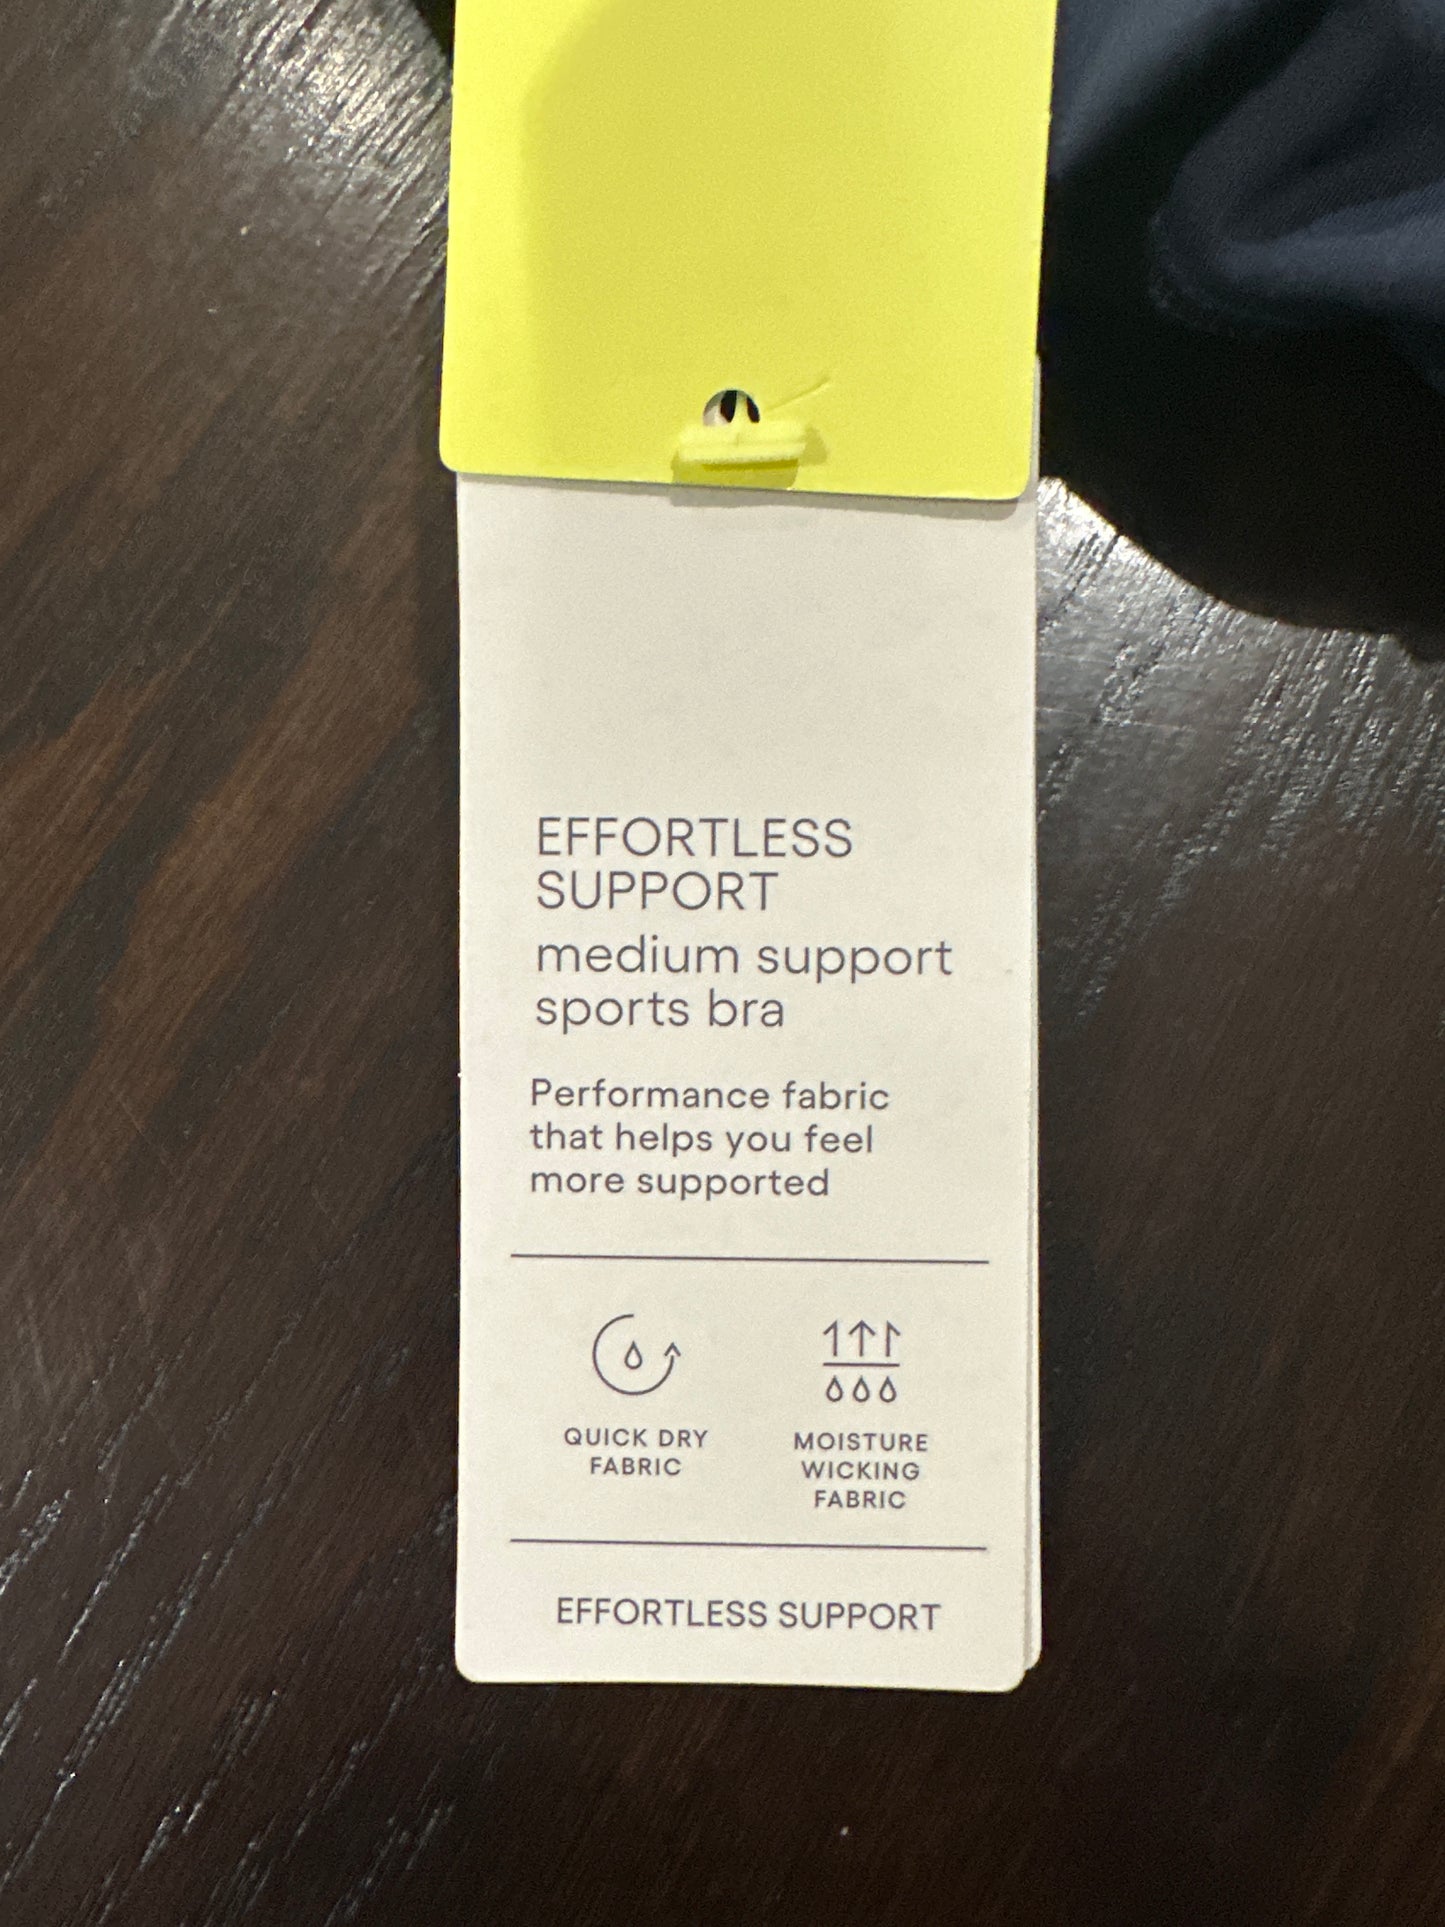 EFFORTLESS
SUPPORT
medium support
sports bra
Performance fabric
that helps you feel
more supported
QUICK DRY
FABRIC
MOISTURE
WICKING
FABRIC
EFFORTLESS SUPPORT